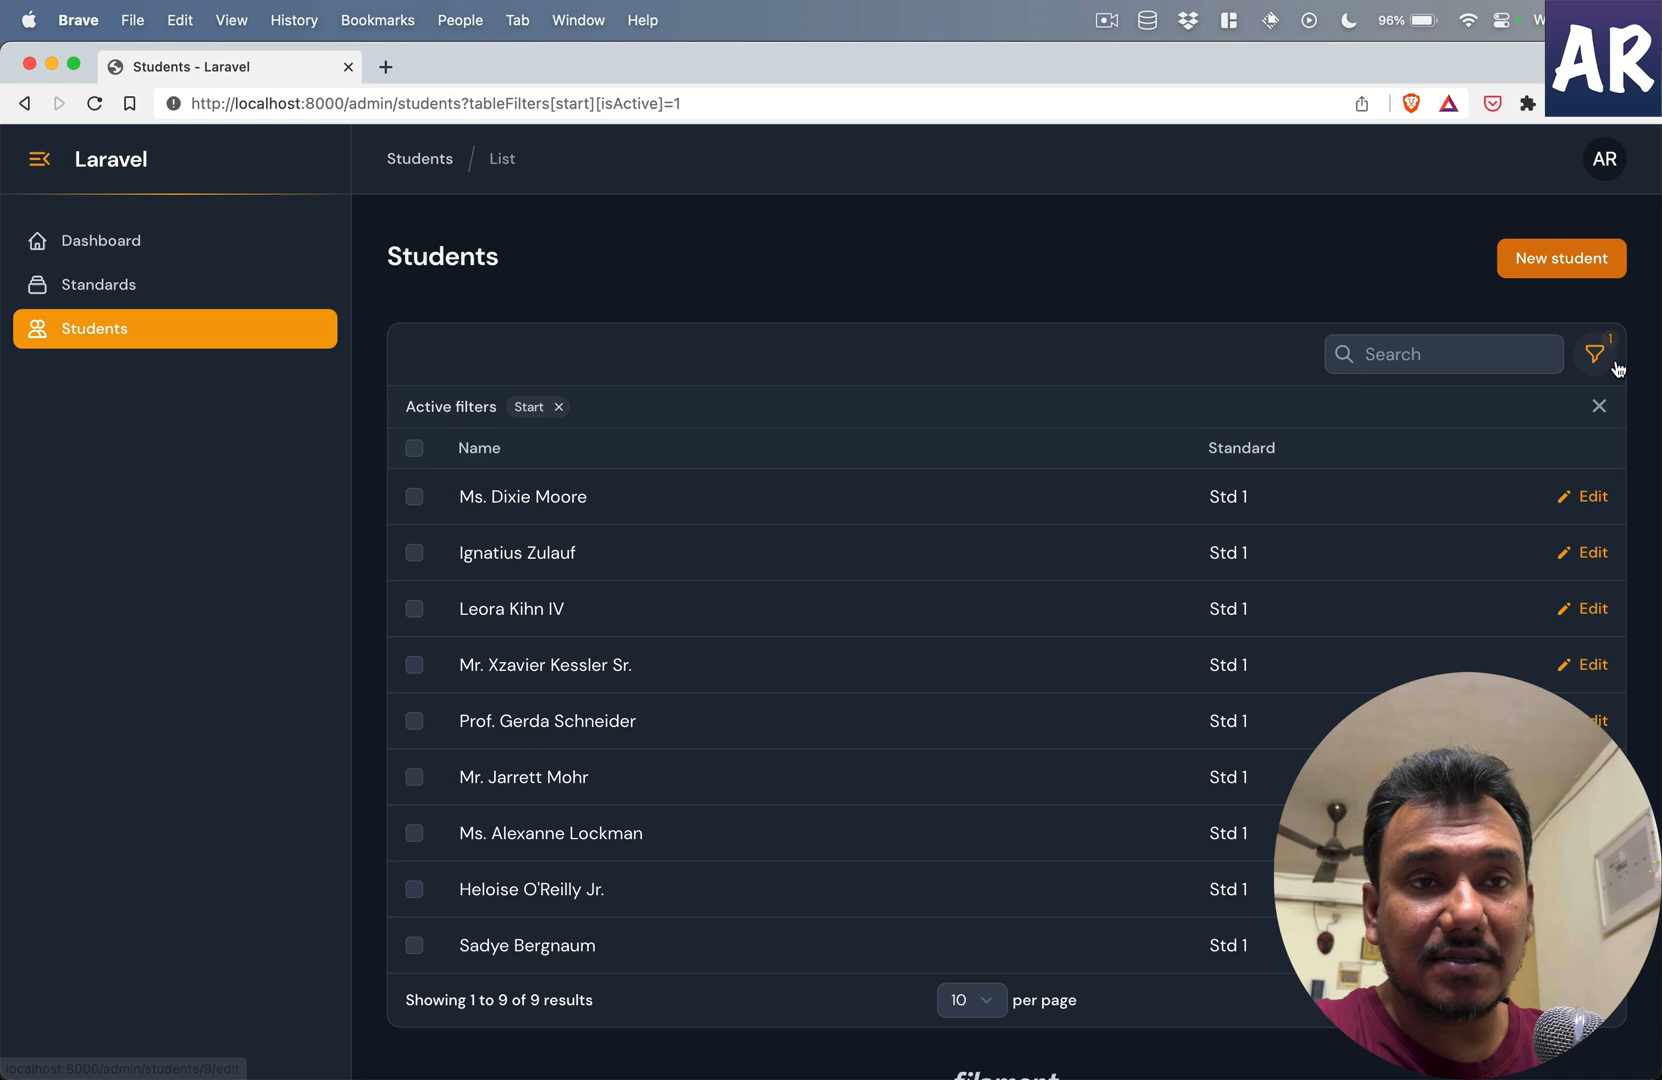 Brave File Edit View History Bookmarks People Tab Window Help 96% W
AR
Students - Laravel
http://localhost:8000/admin/students?tableFilters[start][isActive]=1
Laravel
Students / List
AR
Dashboard
Standards
Students
Students
New student
Search
1
Active filters Start
Name Standard
Ms. Dixie Moore Std 1 Edit
Ignatius Zulauf Std 1 Edit
Leora Kihn IV Std 1 Edit
Mr. Xzavier Kessler Sr. Std 1 Edit
Prof. Gerda Schneider Std 1 dit
Mr. Jarrett Mohr Std 1
Ms. Alexanne Lockman Std 1
Heloise O'Reilly Jr. Std 1
Sadye Bergnaum Std 1
Showing 1 to 9 of 9 results 10 per page
localhost:8000/admin/students/9/edit
filament